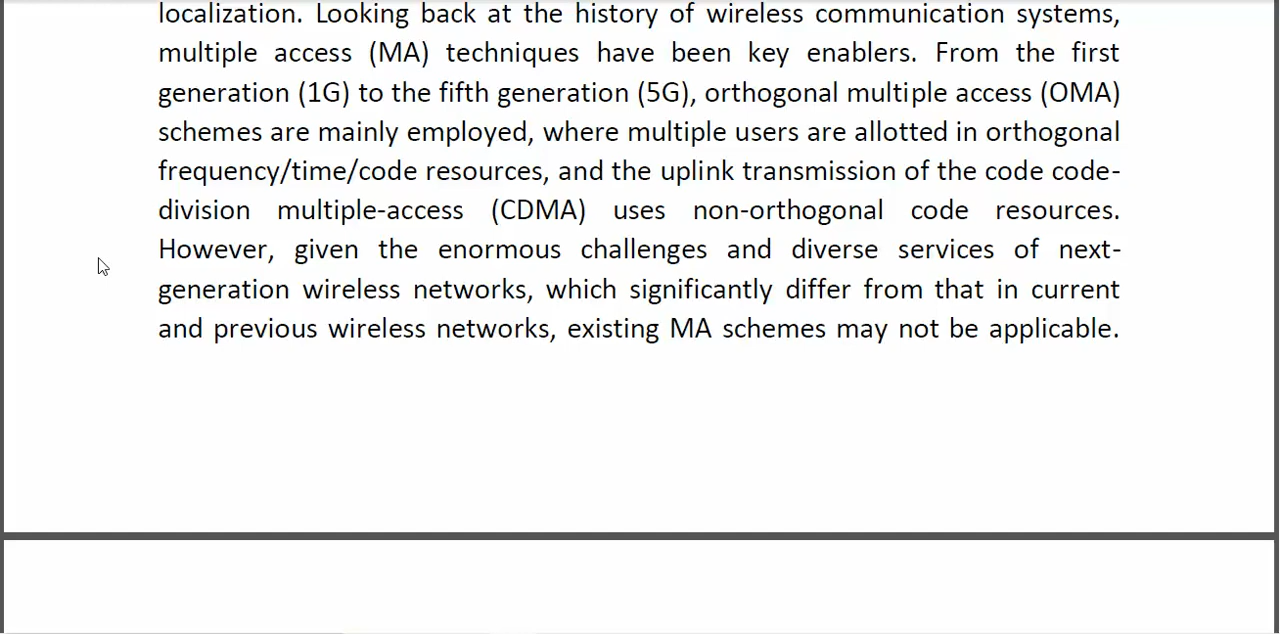 localization. Looking back at the history of wireless communication systems,
multiple access (MA) techniques have been key enablers. From the first
generation (1G) to the fifth generation (5G), orthogonal multiple access (OMA)
schemes are mainly employed, where multiple users are allotted in orthogonal
frequency/time/code resources, and the uplink transmission of the code code-
division multiple-access (CDMA) uses non-orthogonal code resources.
However, given the enormous challenges and diverse services of next-
generation wireless networks, which significantly differ from that in current
and previous wireless networks, existing MA schemes may not be applicable.